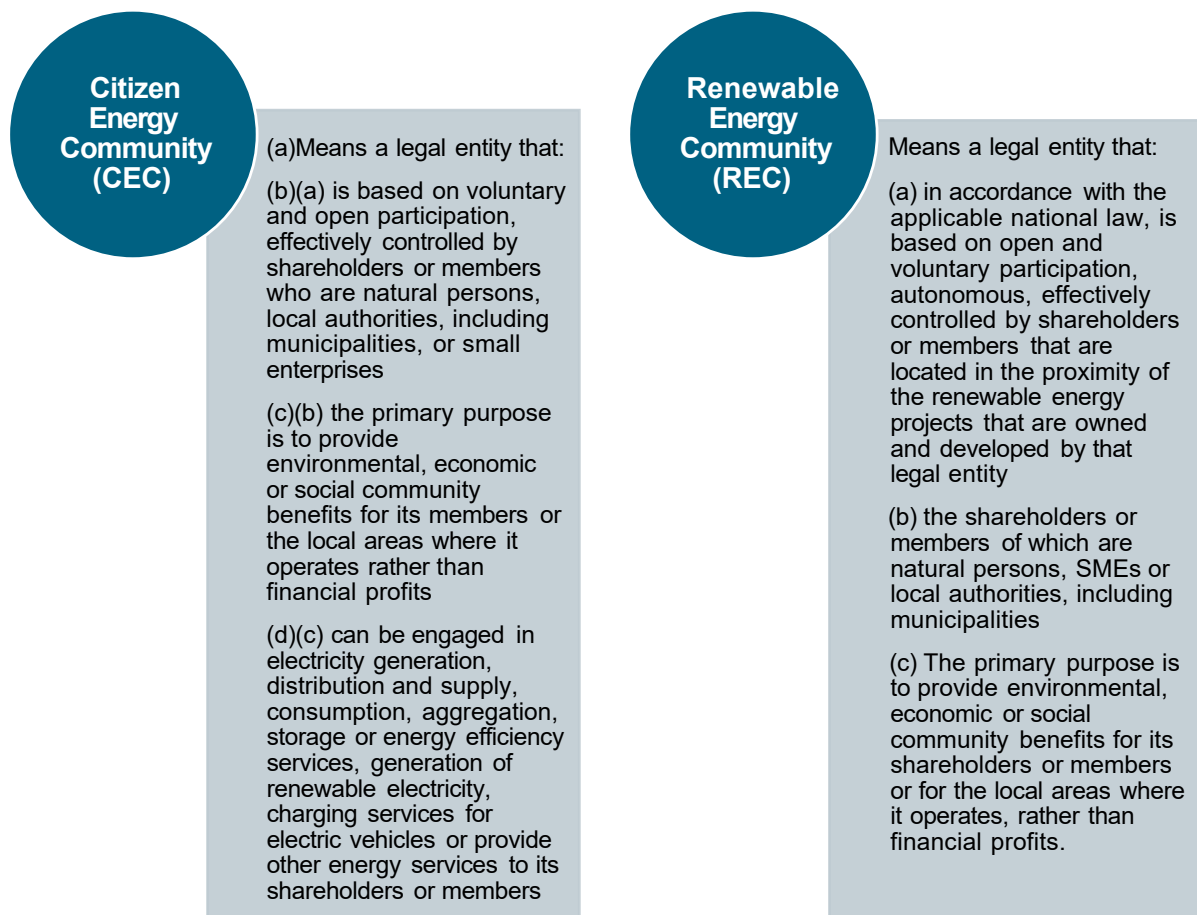 Citizen
Energy
Community
(CEC)
(a)Means a legal entity that:
(b)(a) is based on voluntary
and open participation,
effectively controlled by
shareholders or members
who are natural persons,
local authorities, including
municipalities, or small
enterprises
(c)(b) the primary purpose
is to provide
environmental, economic
or social community
benefits for its members or
the local areas where it
operates rather than
financial profits
(d)(c) can be engaged in
electricity generation,
distribution and supply,
consumption, aggregation,
storage or energy efficiency
services, generation of
renewable electricity,
charging services for
electric vehicles or provide
other energy services to its
shareholders or members
Renewable
Energy
Community
(REC)
Means a legal entity that:
(a) in accordance with the
applicable national law, is
based on open and
voluntary participation,
autonomous, effectively
controlled by shareholders
or members that are
located in the proximity of
the renewable energy
projects that are owned
and developed by that
legal entity
(b) the shareholders or
members of which are
natural persons, SMEs or
local authorities, including
municipalities
(c) The primary purpose is
to provide environmental,
economic or social
community benefits for its
shareholders or members
or for the local areas where
it operates, rather than
financial profits.